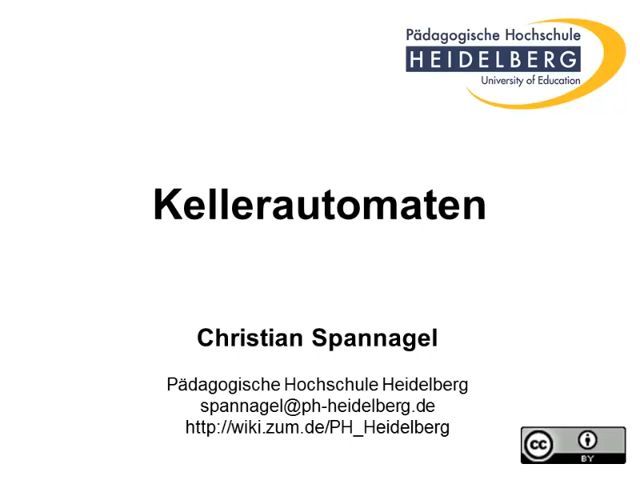 Pädagogische Hochschule
HEIDELBERG
University of Education
Kellerautomaten
Christian Spannagel
Pädagogische Hochschule Heidelberg
spannagel@ph-heidelberg.de
http://wiki.zum.de/PH_Heidelberg
cc
BY